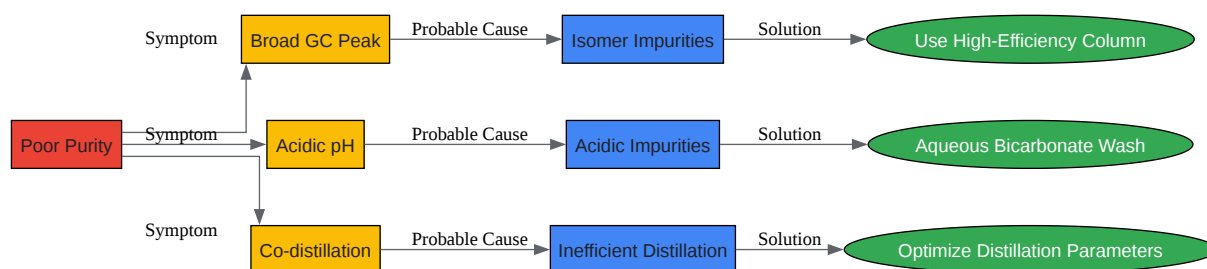 Symptom
Broad GC Peak
Probable Cause
Isomer Impurities
Solution
Use High-Efficiency Column
Poor Purity
Symptom
Acidic pH
Probable Cause
Acidic Impurities
Solution
Aqueous Bicarbonate Wash
Symptom
Co-distillation
Probable Cause
Inefficient Distillation
Solution
Optimize Distillation Parameters